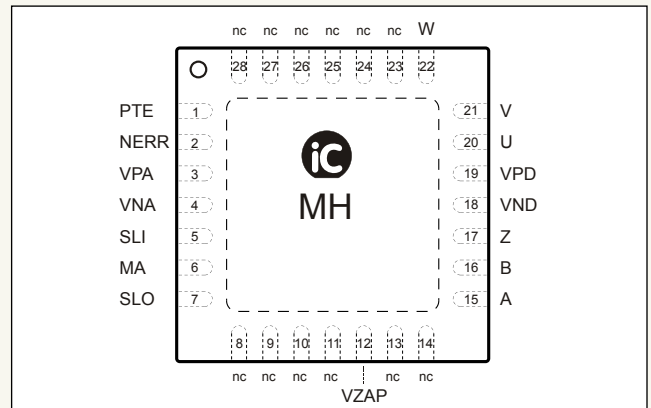 nc nc nc nc nc nc W
28 27 26 25 24 23 22
PTE 1 21 V
NERR 2 20 U
iC
VPA 3 19 VPD
MH
VNA 4 18 VND
SLI 5 17 Z
MA 6 16 B
SLO 7 15 A
8 9 10 11 12 13 14
nc nc nc nc nc nc
VZAP